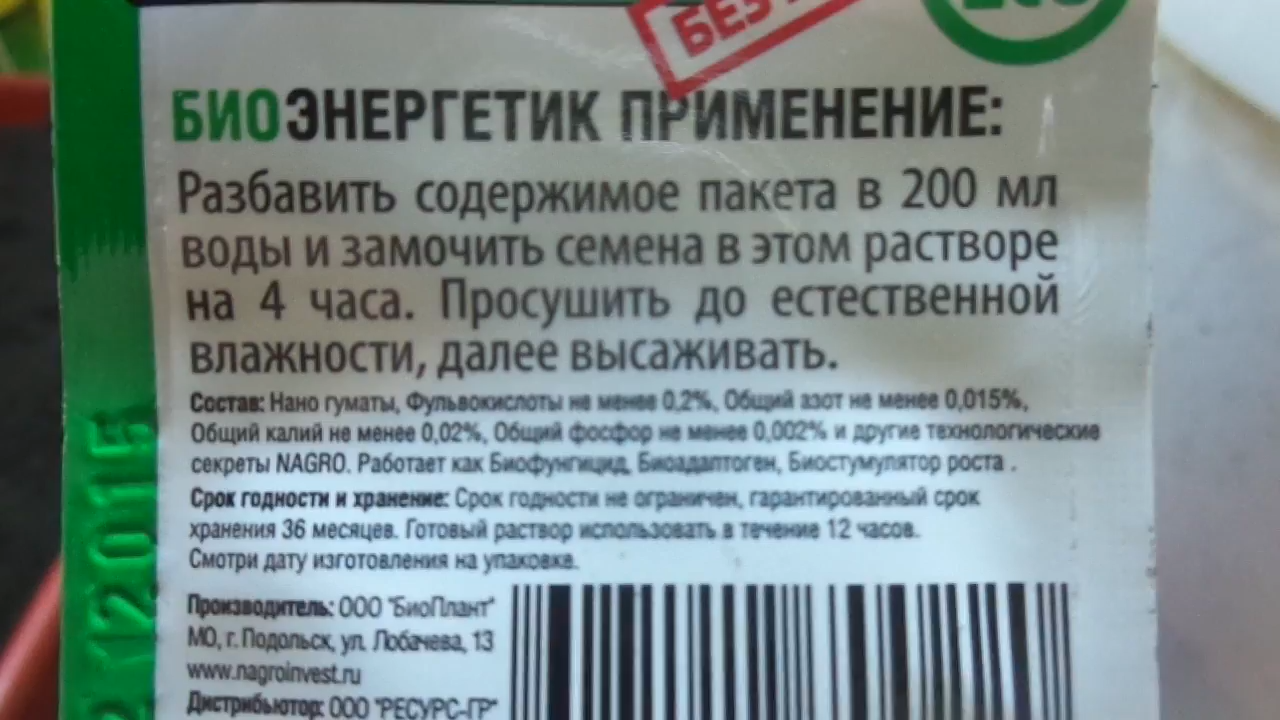 БЕЗ
БИОЭНЕРГЕТИК ПРИМЕНЕНИЕ:
Разбавить содержимое пакета в 200 мл
воды и замочить семена в этом растворе
на 4 часа. Просушить до естественной
влажности, далее высаживать.
Состав: Нано гуматы, Фульвокислоты не менее 0,2%, Общий азот не менее 0,015%,
Общий калий не менее 0,02%, Общий фосфор не менее 0,002% и другие технологические
секреты NAGRO. Работает как Биофунгицид, Биоадаптоген, Биостумулятор роста .
Срок годности и хранение: Срок годности не ограничен, гарантированный срок
хранения 36 месяцев. Готовый раствор использовать в течение 12 часов.
Смотри дату изготовления на упаковке.
Производитель: ООО "БиоПлант"
МО, г. Подольск, ул. Лобачева, 13
www.nagroinvest.ru
Дистрибьютор: ООО "РЕСУРС-ГР"
12015